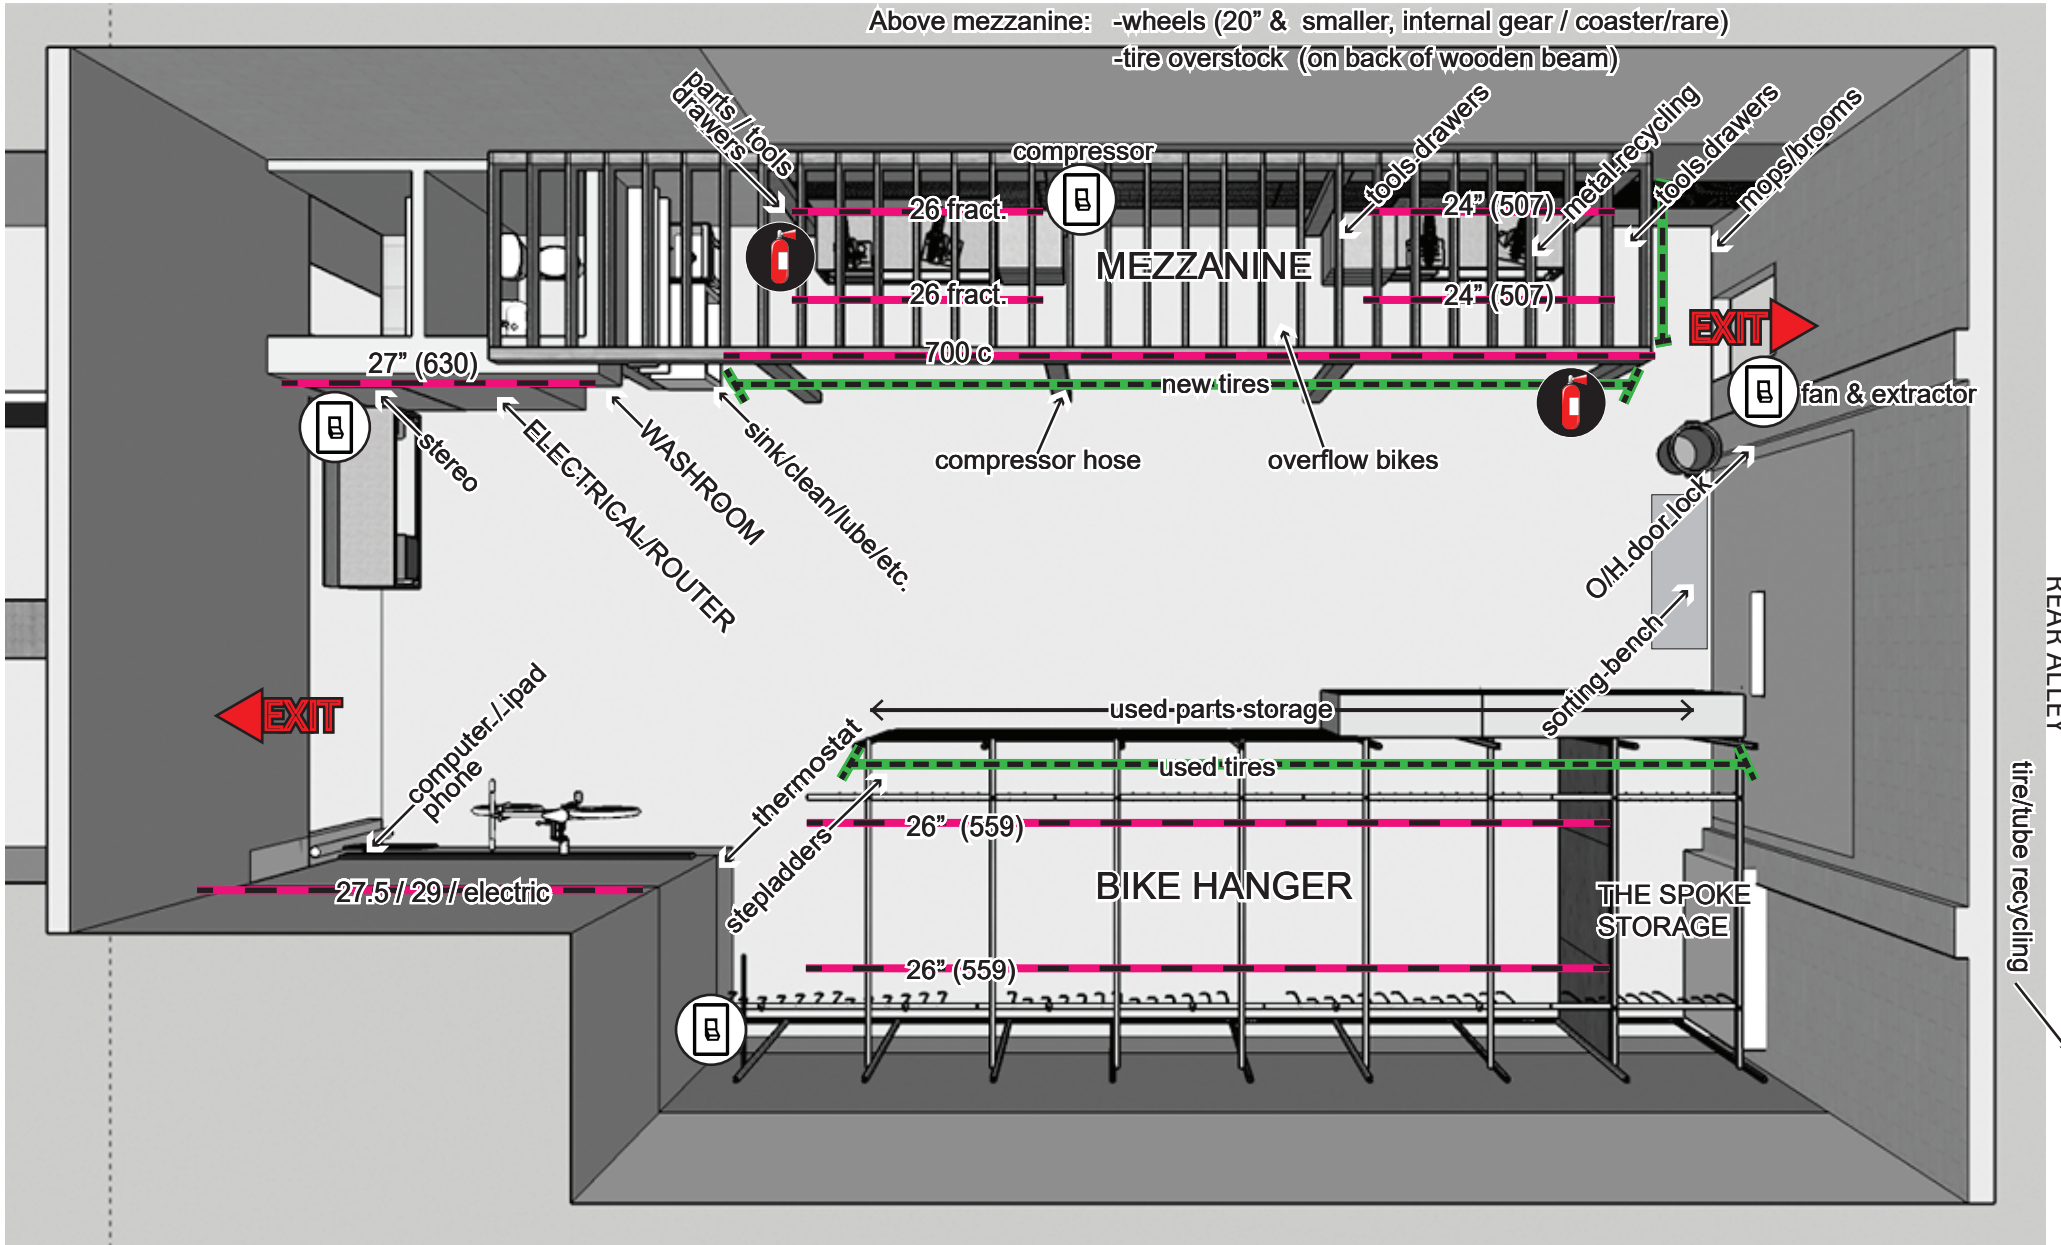 Above mezzanine: -wheels (20” & smaller, internal gear / coaster/rare)
-tire overstock (on back of wooden beam)
parts / tools
drawers
compressor
tools drawers
metal recycling
tools drawers
mops/brooms
26 fract.
24” (507)
MEZZANINE
26 fract.
24” (507)
EXIT
700 c
27” (630)
new tires
fan & extractor
stereo
ELECTRICAL/ROUTER
WASHROOM
sink/clean/lube/etc.
compressor hose
overflow bikes
O/H door lock
sorting bench
REAR ALLEY
EXIT
computer / ipad
phone
thermostat
used parts storage
used tires
stepladders
26” (559)
27.5 / 29 / electric
BIKE HANGER
THE SPOKE
STORAGE
tire/tube recycling
26” (559)